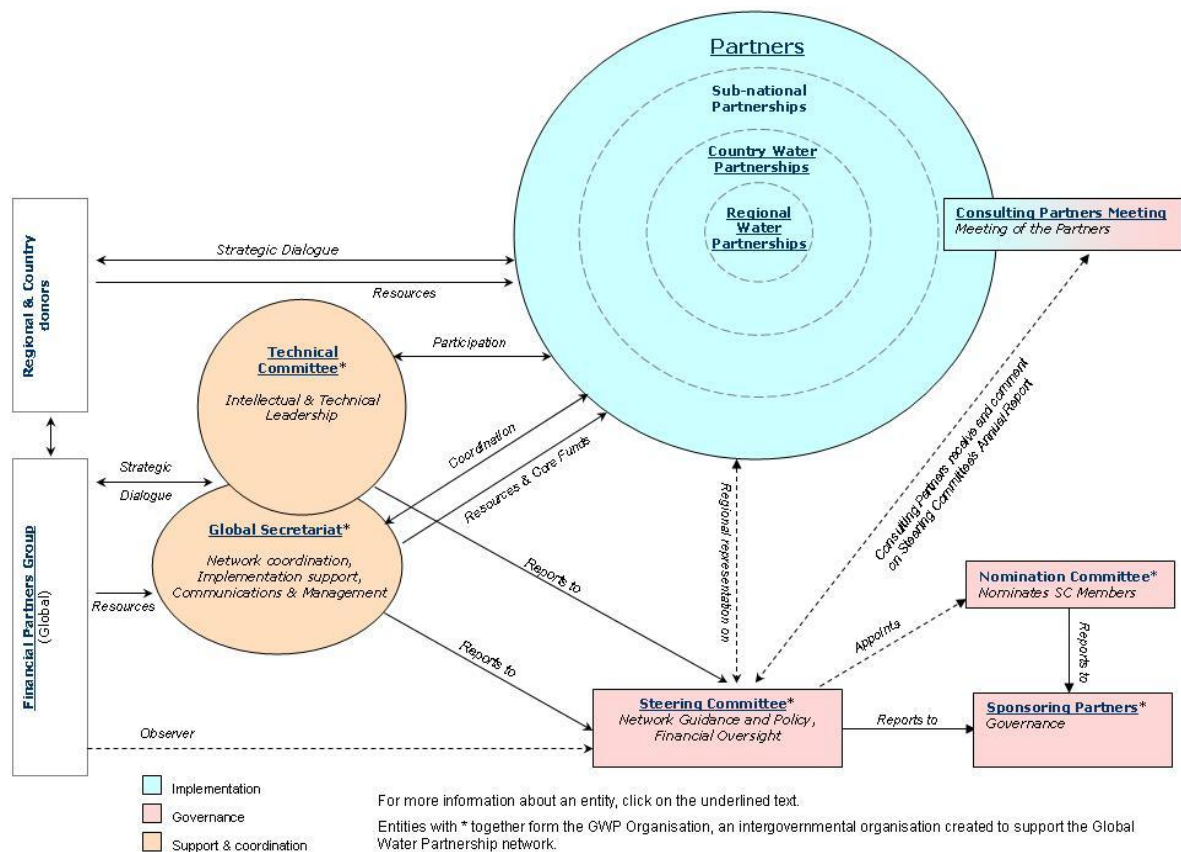 Partners
Sub-national
Partnerships
Country Water
Partnerships
Regional
Water
Partnerships
Consulting Partners Meeting
Meeting of the Partners
Regional & Country
donors
Strategic Dialogue
Resources
Technical
Committee*
Intellectual & Technical
Leadership
Participation
Coordination
Resources & Core Funds
Consulting Partners receive and comment
on Steering Committee's Annual Report
Financial Partners Group
(Global)
Strategic
Dialogue
Global Secretariat*
Network coordination,
Implementation support,
Communications & Management
Resources
Reports to
Reports to
Regional representation on
Nomination Committee*
Nominates SC Members
Appoints
Reports to
Steering Committee*
Network Guidance and Policy,
Financial Oversight
Reports to
Sponsoring Partners*
Governance
Observer
Implementation
Governance
Support & coordination
For more information about an entity, click on the underlined text.
Entities with * together form the GWP Organisation, an intergovernmental organisation created to support the Global
Water Partnership network.